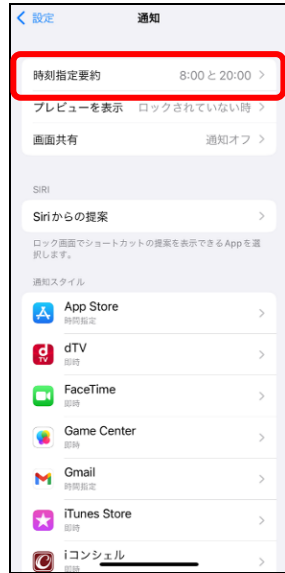 設定 通知
時刻指定要約 8:00 と 20:00
プレビューを表示 ロックされていない時
画面共有 通知オフ
SIRI
Siriからの提案
ロック画面でショートカットの提案を表示できるAppを選
択します。
通知スタイル
App Store
時間指定
dTV
即時
FaceTime
即時
Game Center
即時
Gmail
時間指定
iTunes Store
即時
iコンシェル
即時